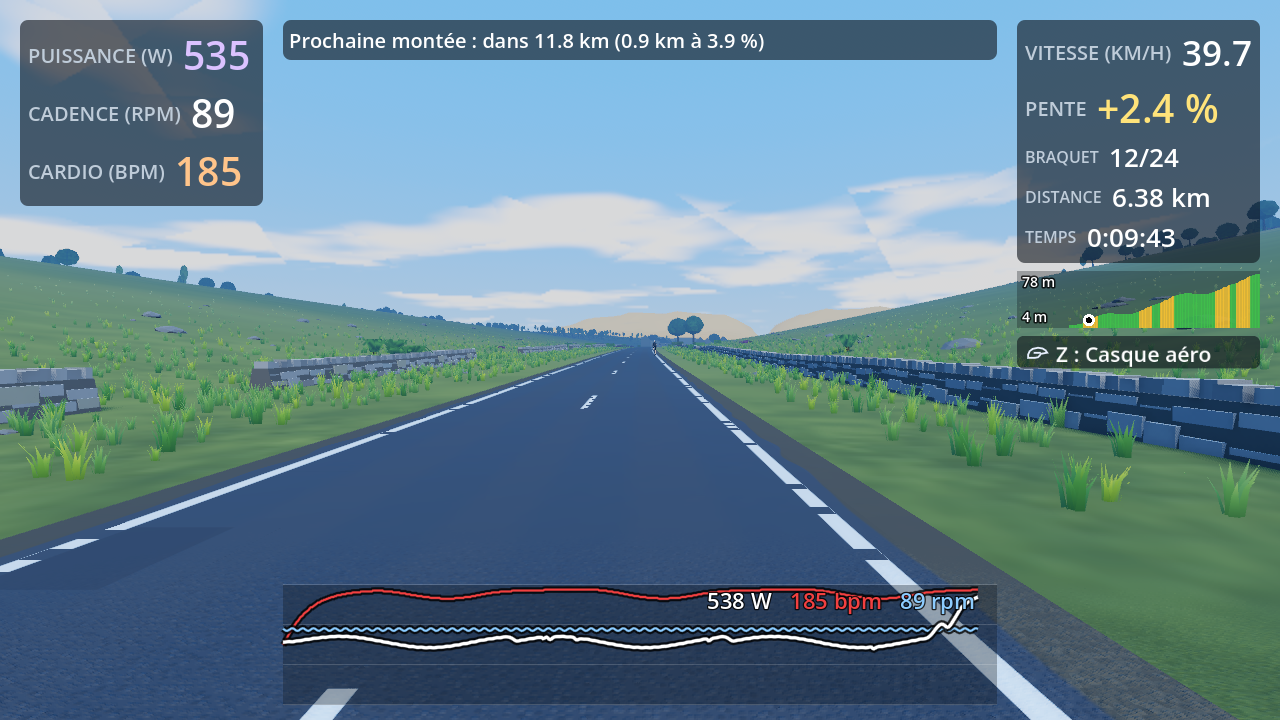 PUISSANCE (W) 535
CADENCE (RPM) 89
CARDIO (BPM) 185
Prochaine montée : dans 11.8 km (0.9 km à 3.9 %)
VITESSE (KM/H) 39.7
PENTE +2.4 %
BRAQUET 12/24
DISTANCE 6.38 km
TEMPS 0:09:43
78 m
4 m
Z : Casque aéro
538 W 185 bpm 89 rpm